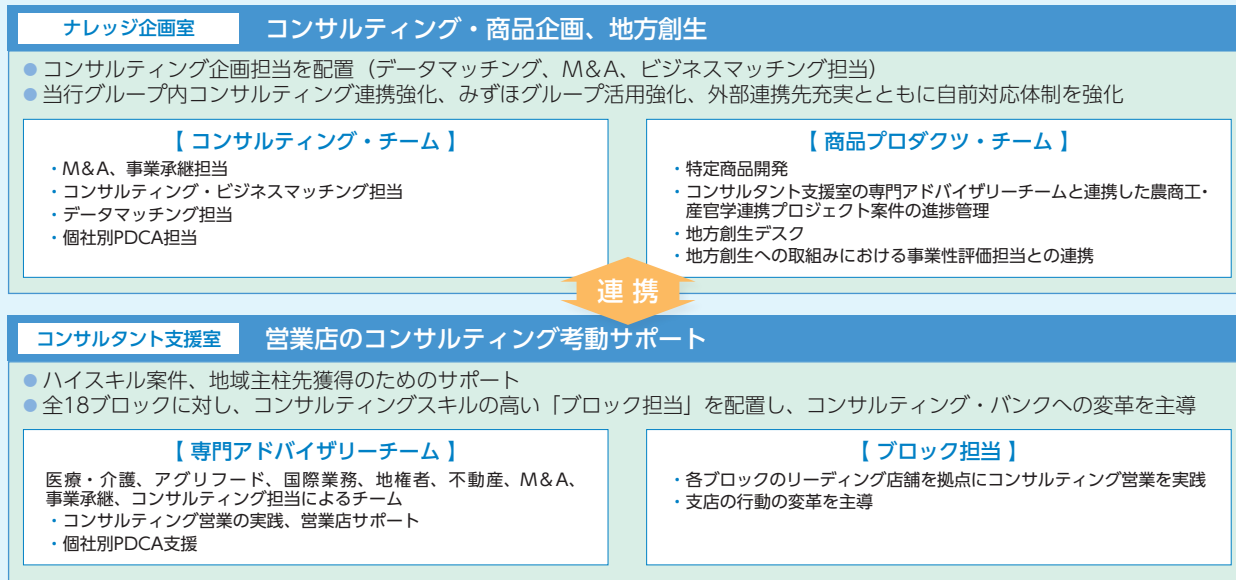 ナレッジ企画室 コンサルティング・商品企画、地方創生
●コンサルティング企画担当を配置（データマッチング、M&A、ビジネスマッチング担当）
●当行グループ内コンサルティング連携強化、みずほグループ活用強化、外部連携先充実とともに自前対応体制を強化
【 コンサルティング・チーム 】
・M&A、事業承継担当
・コンサルティング・ビジネスマッチング担当
・データマッチング担当
・個社別PDCA担当
【 商品プロダクツ・チーム 】
・特定商品開発
・コンサルタント支援室の専門アドバイザリーチームと連携した農商工・
産官学連携プロジェクト案件の進捗管理
・地方創生デスク
・地方創生への取組みにおける事業性評価担当との連携
連 携
コンサルタント支援室 営業店のコンサルティング考動サポート
●ハイスキル案件、地域主柱先獲得のためのサポート
●全18ブロックに対し、コンサルティングスキルの高い「ブロック担当」を配置し、コンサルティング・バンクへの変革を主導
【 専門アドバイザリーチーム 】
医療・介護、アグリフード、国際業務、地権者、不動産、M&A、
事業承継、コンサルティング担当によるチーム
・コンサルティング営業の実践、営業店サポート
・個社別PDCA支援
【 ブロック担当 】
・各ブロックのリーディング店舗を拠点にコンサルティング営業を実践
・支店の行動の変革を主導